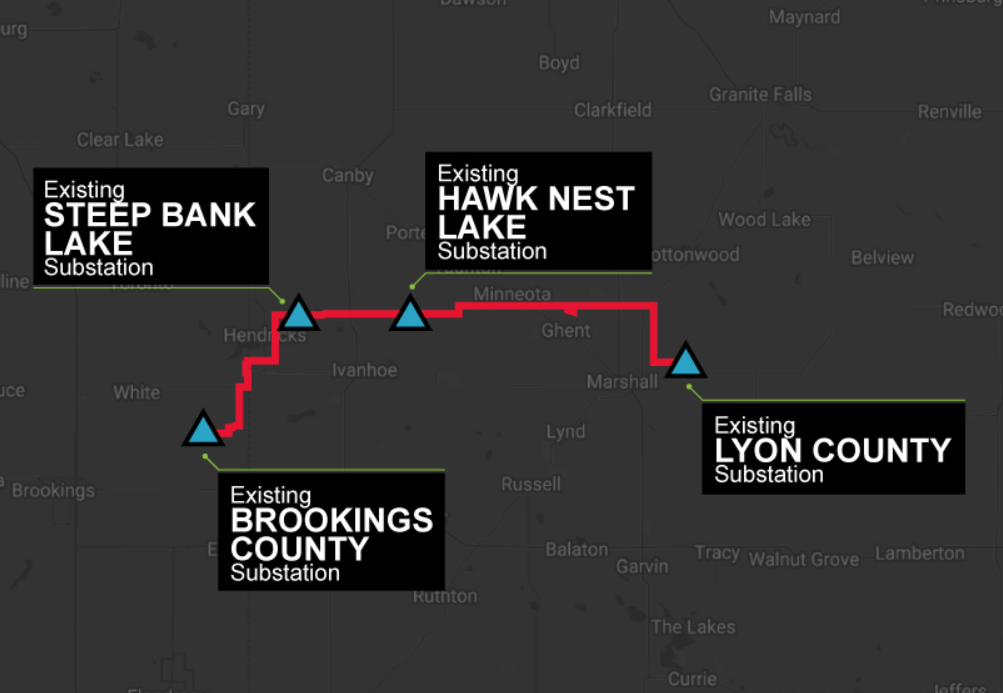 Maynard
Boyd
Granite Falls
Gary
Clarkfield
Renville
Clear Lake
Existing
HAWK NEST
LAKE
Substation
Existing
STEEP BANK
LAKE
Substation
Canby
Wood Lake
Belview
Minneota
Ghent
Hendricks
Ivanhoe
White
Marshall
Existing
LYON COUNTY
Substation
Lynd
Russell
Brookings
Existing
BROOKINGS
COUNTY
Substation
Balaton
Garvin
Tracy
Walnut Grove
Lamberton
Ruthton
The Lakes
Currie